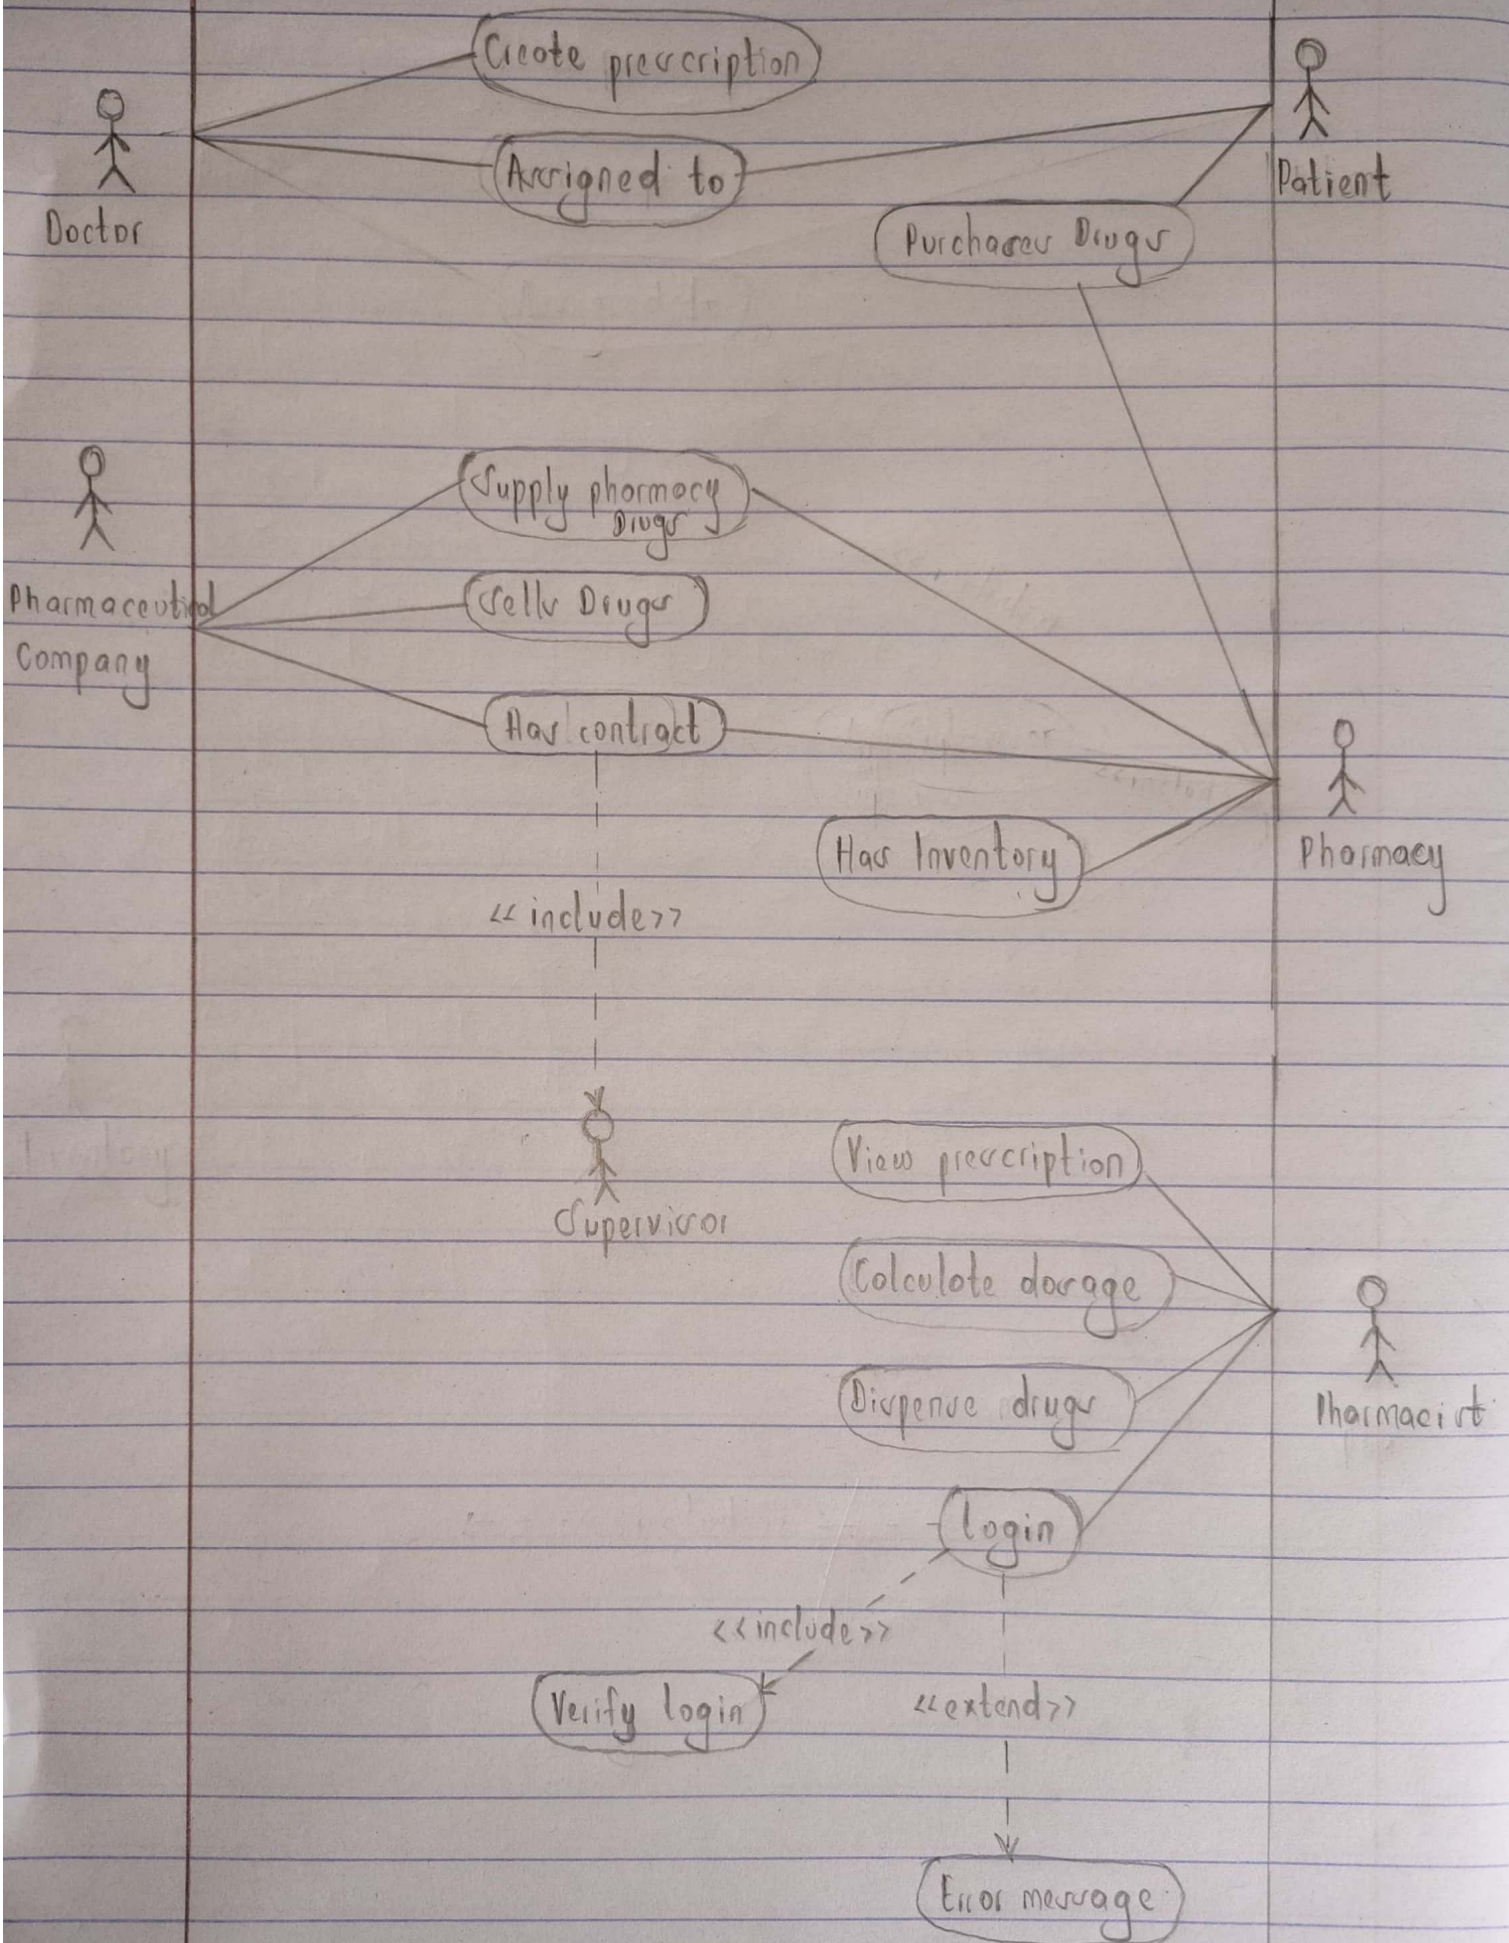 Create prescription
Assigned to
Doctor
Patient
Purchases Drugs
Supply pharmacy
Drugs
Pharmaceutical
Company
Sells Drugs
Has contract
Has Inventory
Pharmacy
<<include>>
Supervisor
View prescription
Calculate dosage
Dispense drugs
Pharmacist
login
<<include>>
Verify login
<<extend>>
Error message